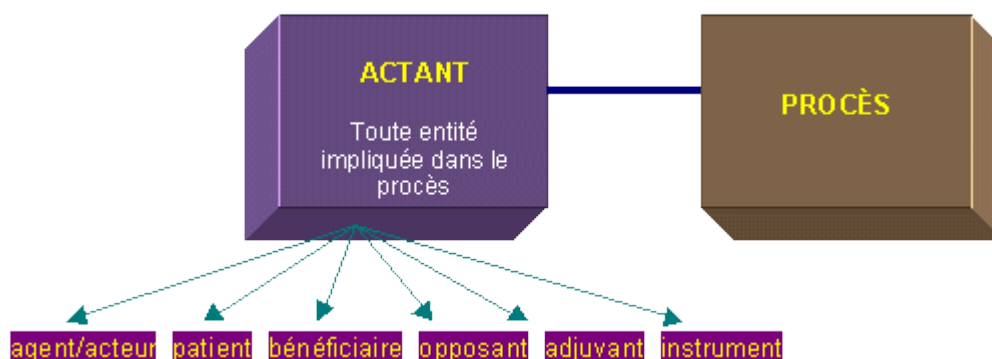 ACTANT
Toute entité
impliquée dans le
procès
PROCÈS
agent/acteur patient bénéficiaire opposant adjuvant instrument